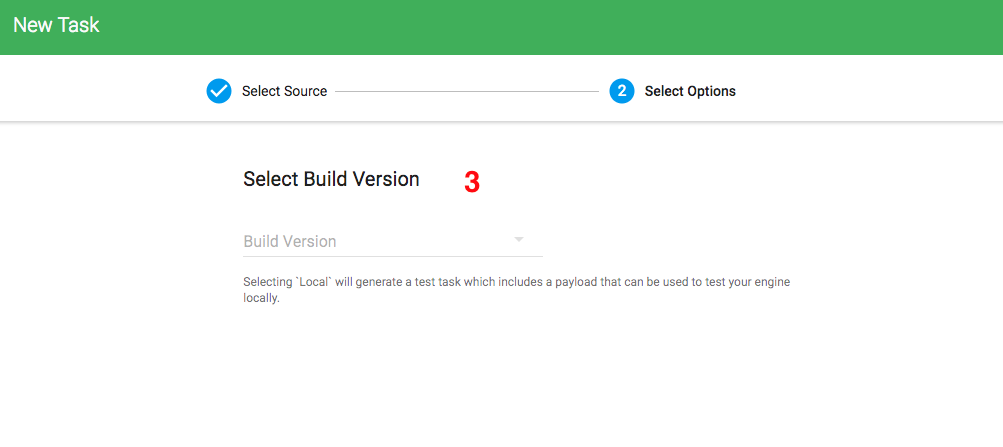 New Task
Select Source
2 Select Options
Select Build Version 3
Build Version
Selecting `Local` will generate a test task which includes a payload that can be used to test your engine
locally.